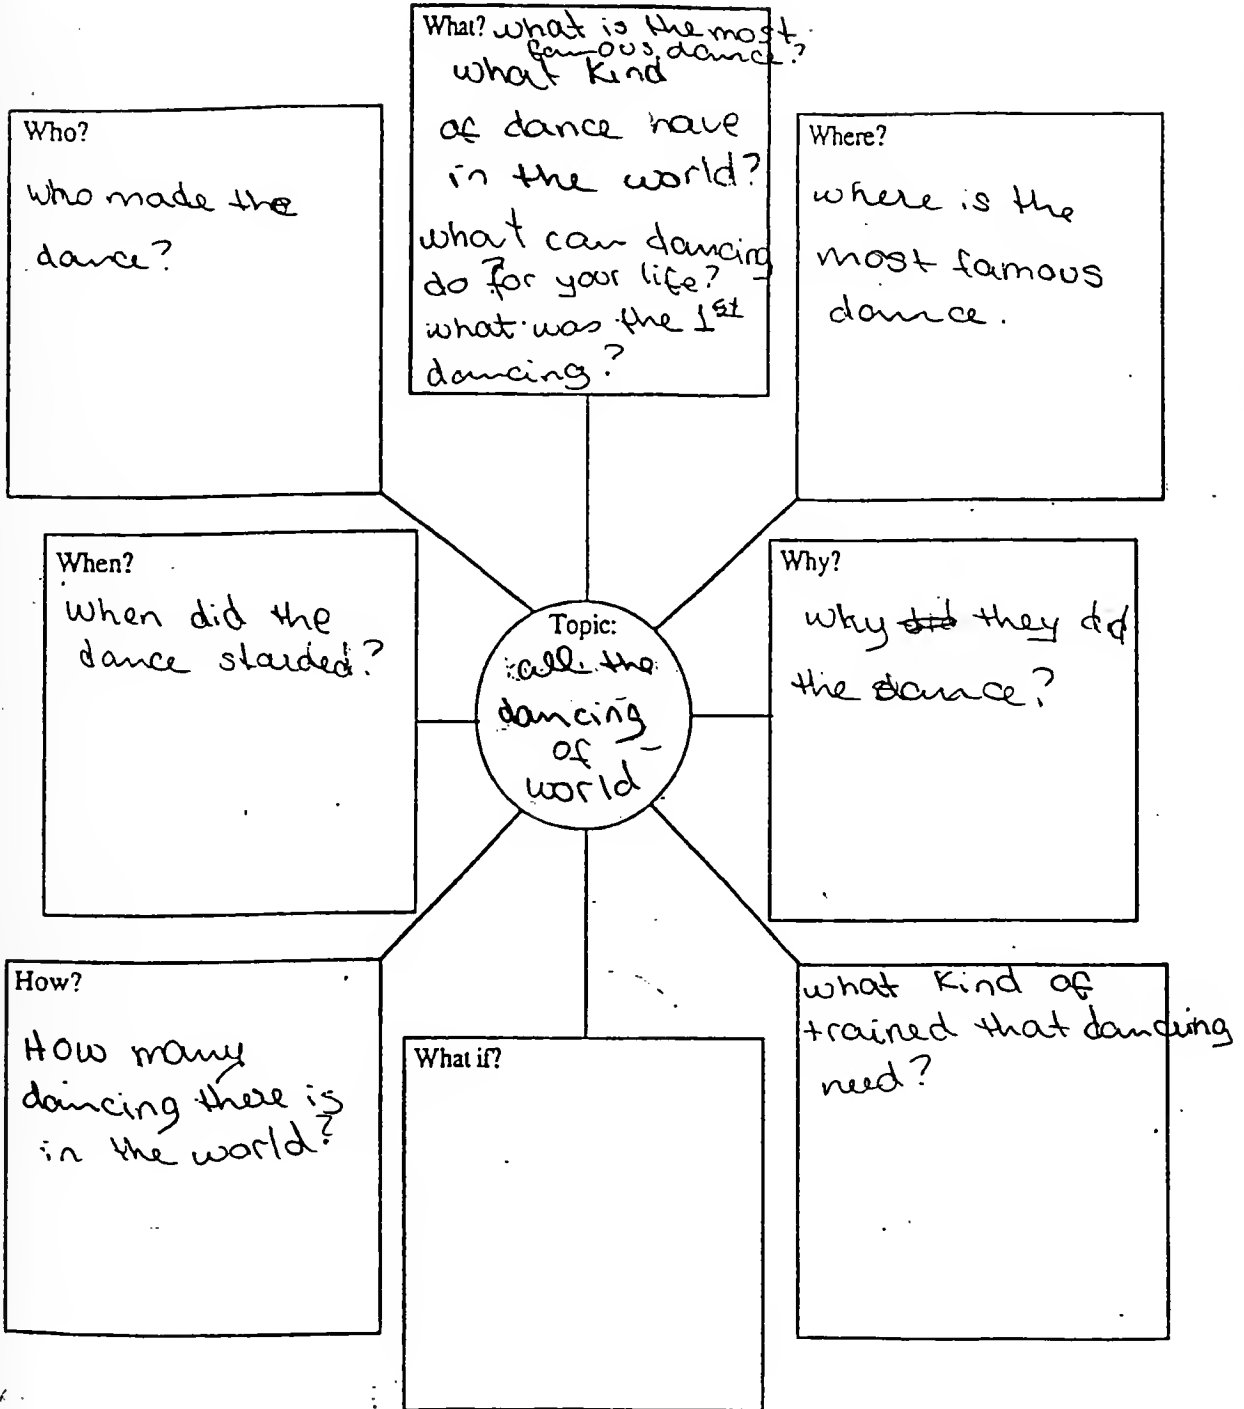 What? what is the most
famous dance?
what kind
of dance have
in the world?
what can dancing
do for your life?
what was the 1st
dancing?
Who?
who made the
dance?
Where?
where is the
most famous
dance.
When?
When did the
dance starded?
Topic:
all the
dancing
of
world
Why?
why did they did
the dance?
How?
How many
dancing there is
in the world?
What if?
what kind of
trained that dancing
need?